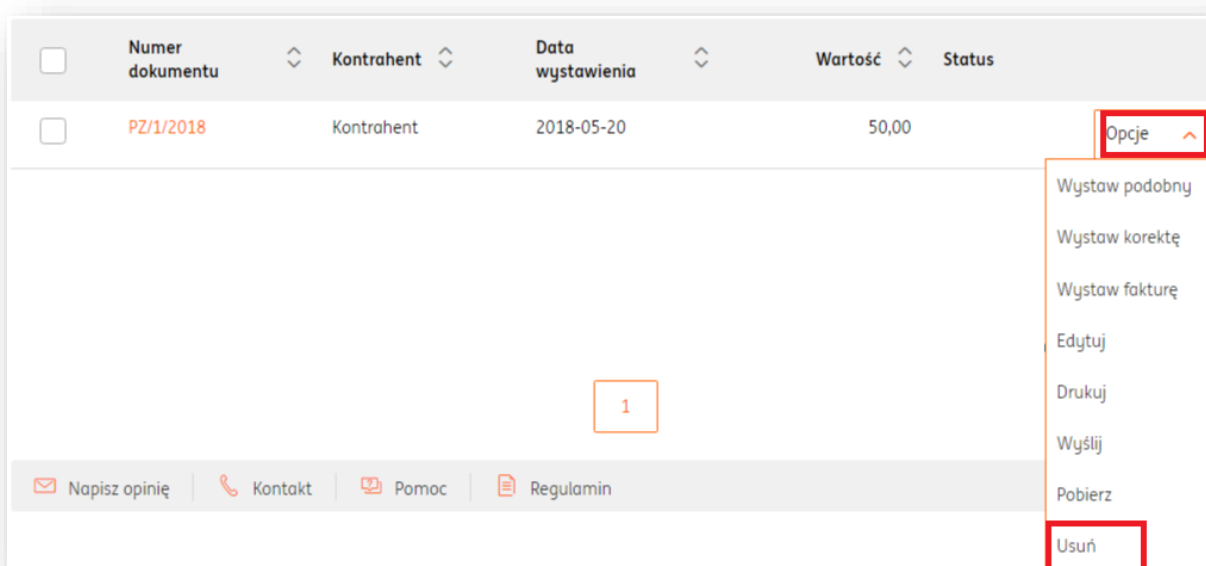 Numer dokumentu Kontrahent Data wystawienia Wartość Status
PZ/1/2018 Kontrahent 2018-05-20 50,00 Opcje
Wystaw podobny
Wystaw korektę
Wystaw fakturę
Edytuj
Drukuj
1
Wyślij
Napisz opinię Kontakt Pomoc Regulamin
Pobierz
Usuń